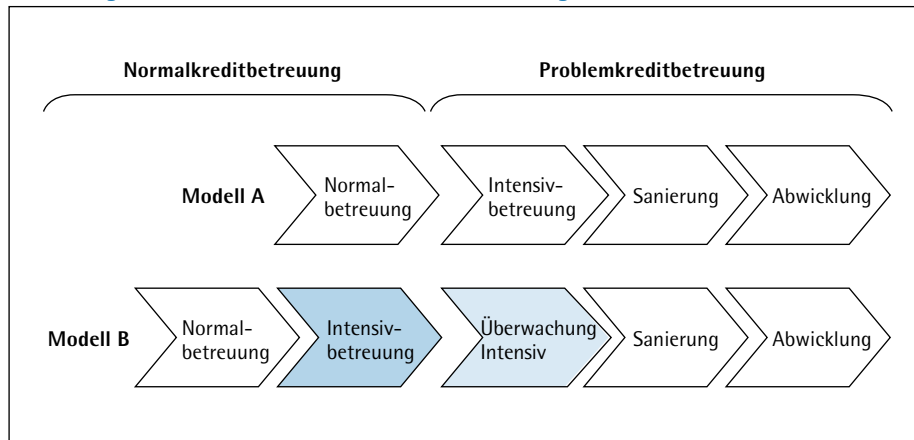 Normalkreditbetreuung
Problemkreditbetreuung
Modell A
Normal-
betreuung
Intensiv-
betreuung
Sanierung
Abwicklung
Modell B
Normal-
betreuung
Intensiv-
betreuung
Überwachung
Intensiv
Sanierung
Abwicklung